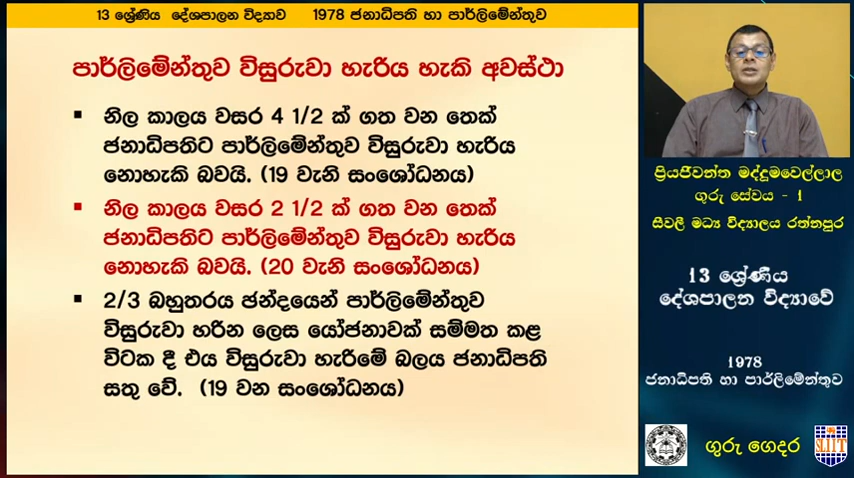 13 ශ්‍රේණිය දේශපාලන විද්‍යාව 1978 ජනාධිපති හා පාර්ලිමේන්තුව
පාර්ලිමේන්තුව විසුරුවා හැරිය හැකි අවස්ථා
▪ නිල කාලය වසර 4 1/2 ක් ගත වන තෙක්
ජනාධිපතිට පාර්ලිමේන්තුව විසුරුවා හැරිය
නොහැකි බවයි. (19 වැනි සංශෝධනය)
▪ නිල කාලය වසර 2 1/2 ක් ගත වන තෙක්
ජනාධිපතිට පාර්ලිමේන්තුව විසුරුවා හැරිය
නොහැකි බවයි. (20 වැනි සංශෝධනය)
▪ 2/3 බහුතරය ඡන්දයෙන් පාර්ලිමේන්තුව
විසුරුවා හරින ලෙස යෝජනාවක් සම්මත කළ
විටක දී එය විසුරුවා හැරිමේ බලය ජනාධිපති
සතු වේ. (19 වන සංශෝධනය)
ප්‍රියජීවන්ත මද්දුමවෙල්ලාල
ගුරු සේවය - 1
සීවලී මධ්‍ය විද්‍යාලය රත්නපුර
13 ශ්‍රේණිය
දේශපාලන විද්‍යාවේ
1978
ජනාධිපති හා පාර්ලිමේන්තුව
ගුරු ගෙදර
SLIIT